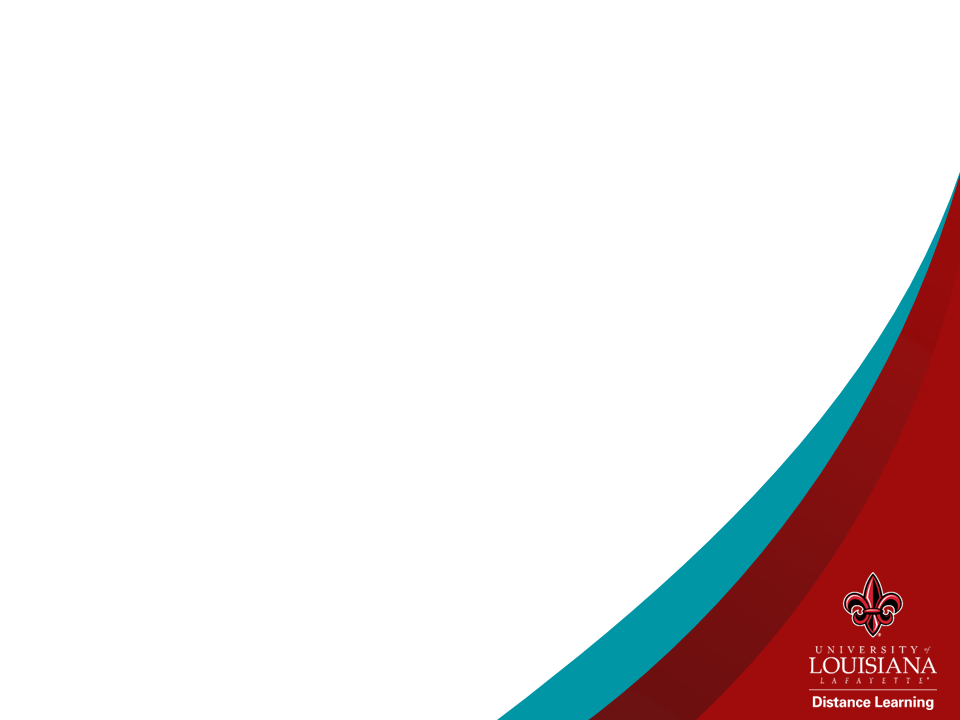 UNIVERSITY of
LOUISIANA
LAFAYETTE
Distance Learning